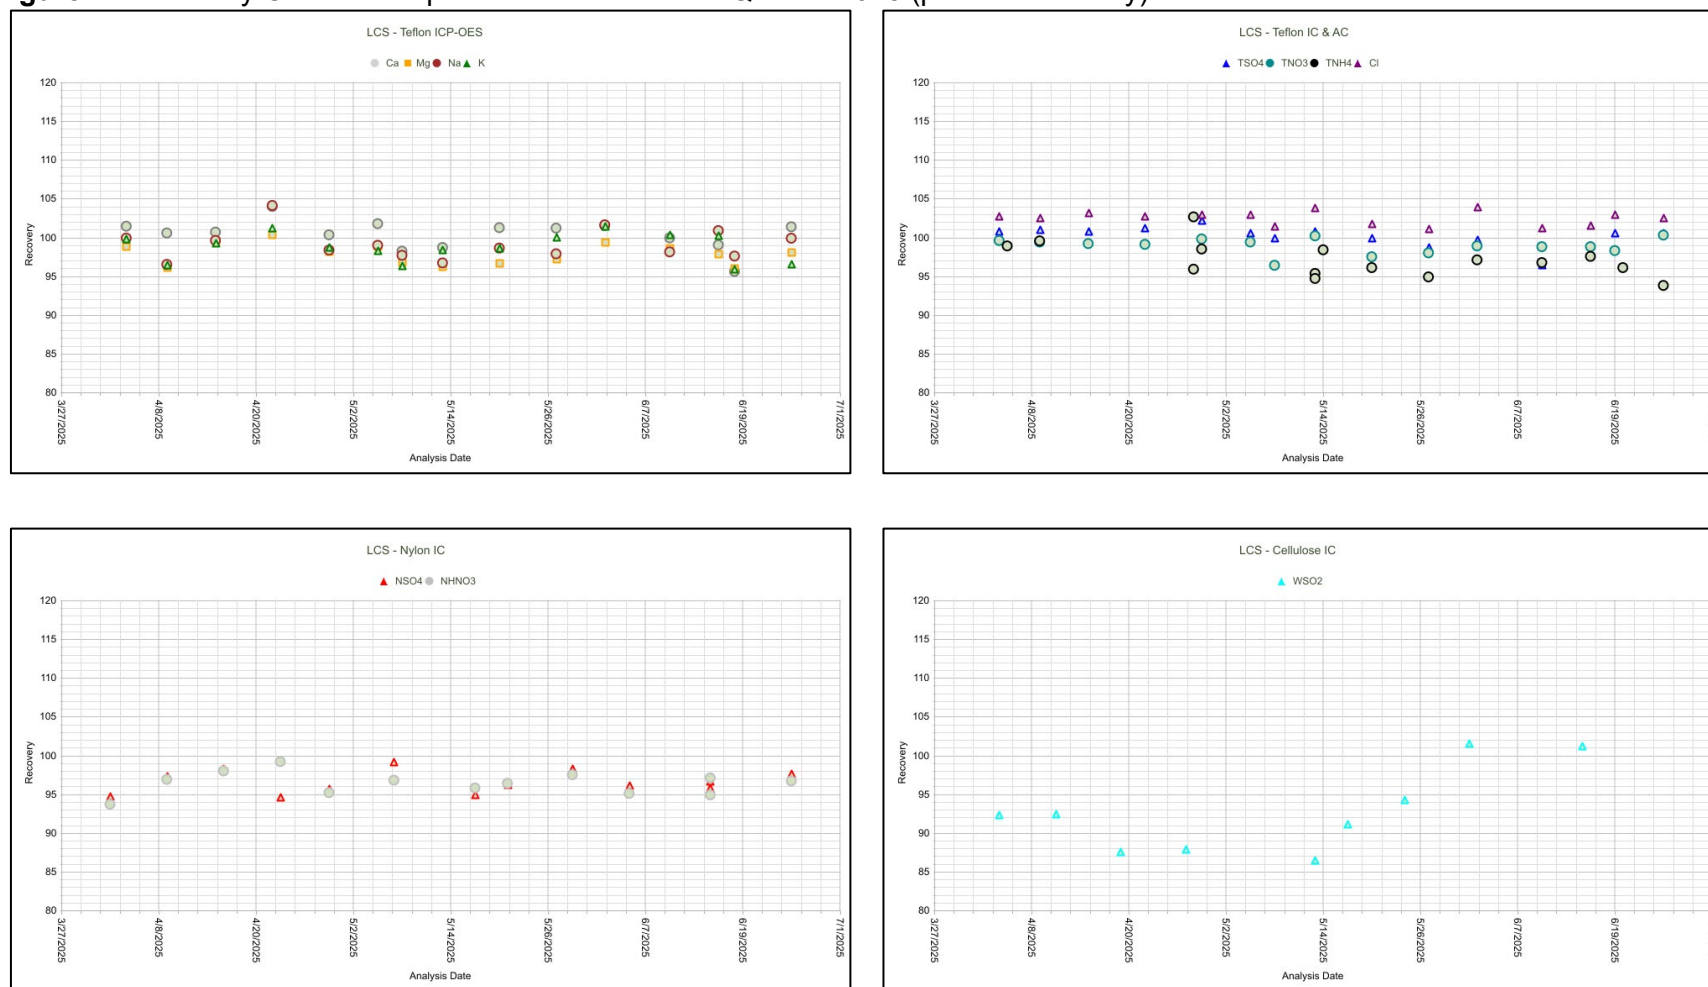 LCS - Teflon ICP-OES
Ca Mg Na K
120
115
110
105
100
95
90
85
80
Recovery
3/27/2025 4/8/2025 4/20/2025 5/2/2025 5/14/2025 5/26/2025 6/7/2025 6/19/2025 7/1/2025
Analysis Date
LCS - Teflon IC & AC
TSO4 TNO3 TNH4 Cl
120
115
110
105
100
95
90
85
80
Recovery
3/27/2025 4/8/2025 4/20/2025 5/2/2025 5/14/2025 5/26/2025 6/7/2025 6/19/2025
Analysis Date
LCS - Nylon IC
NSO4 NHNO3
120
115
110
105
100
95
90
85
80
Recovery
3/27/2025 4/8/2025 4/20/2025 5/2/2025 5/14/2025 5/26/2025 6/7/2025 6/19/2025 7/1/2025
Analysis Date
LCS - Cellulose IC
WSO2
120
115
110
105
100
95
90
85
80
Recovery
3/27/2025 4/8/2025 4/20/2025 5/2/2025 5/14/2025 5/26/2025 6/7/2025 6/19/2025
Analysis Date